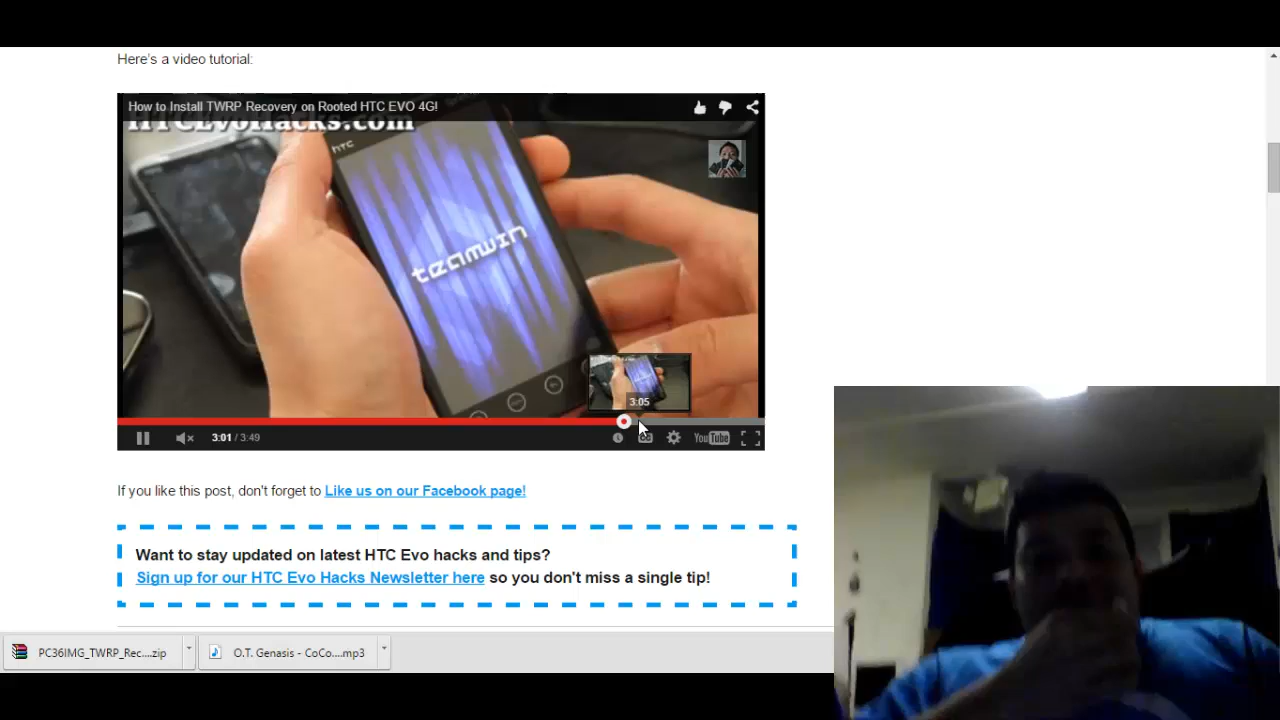 Here's a video tutorial:
How to Install TWRP Recovery on Rooted HTC EVO 4G!
HTCEvoHacks.com
hTC
teamwin
3:05
3:01 / 3:49
CC
YouTube
If you like this post, don't forget to Like us on our Facebook page!
Want to stay updated on latest HTC Evo hacks and tips?
Sign up for our HTC Evo Hacks Newsletter here so you don't miss a single tip!
PC36IMG_TWRP_Rec....zip
O.T. Genasis - CoCo....mp3